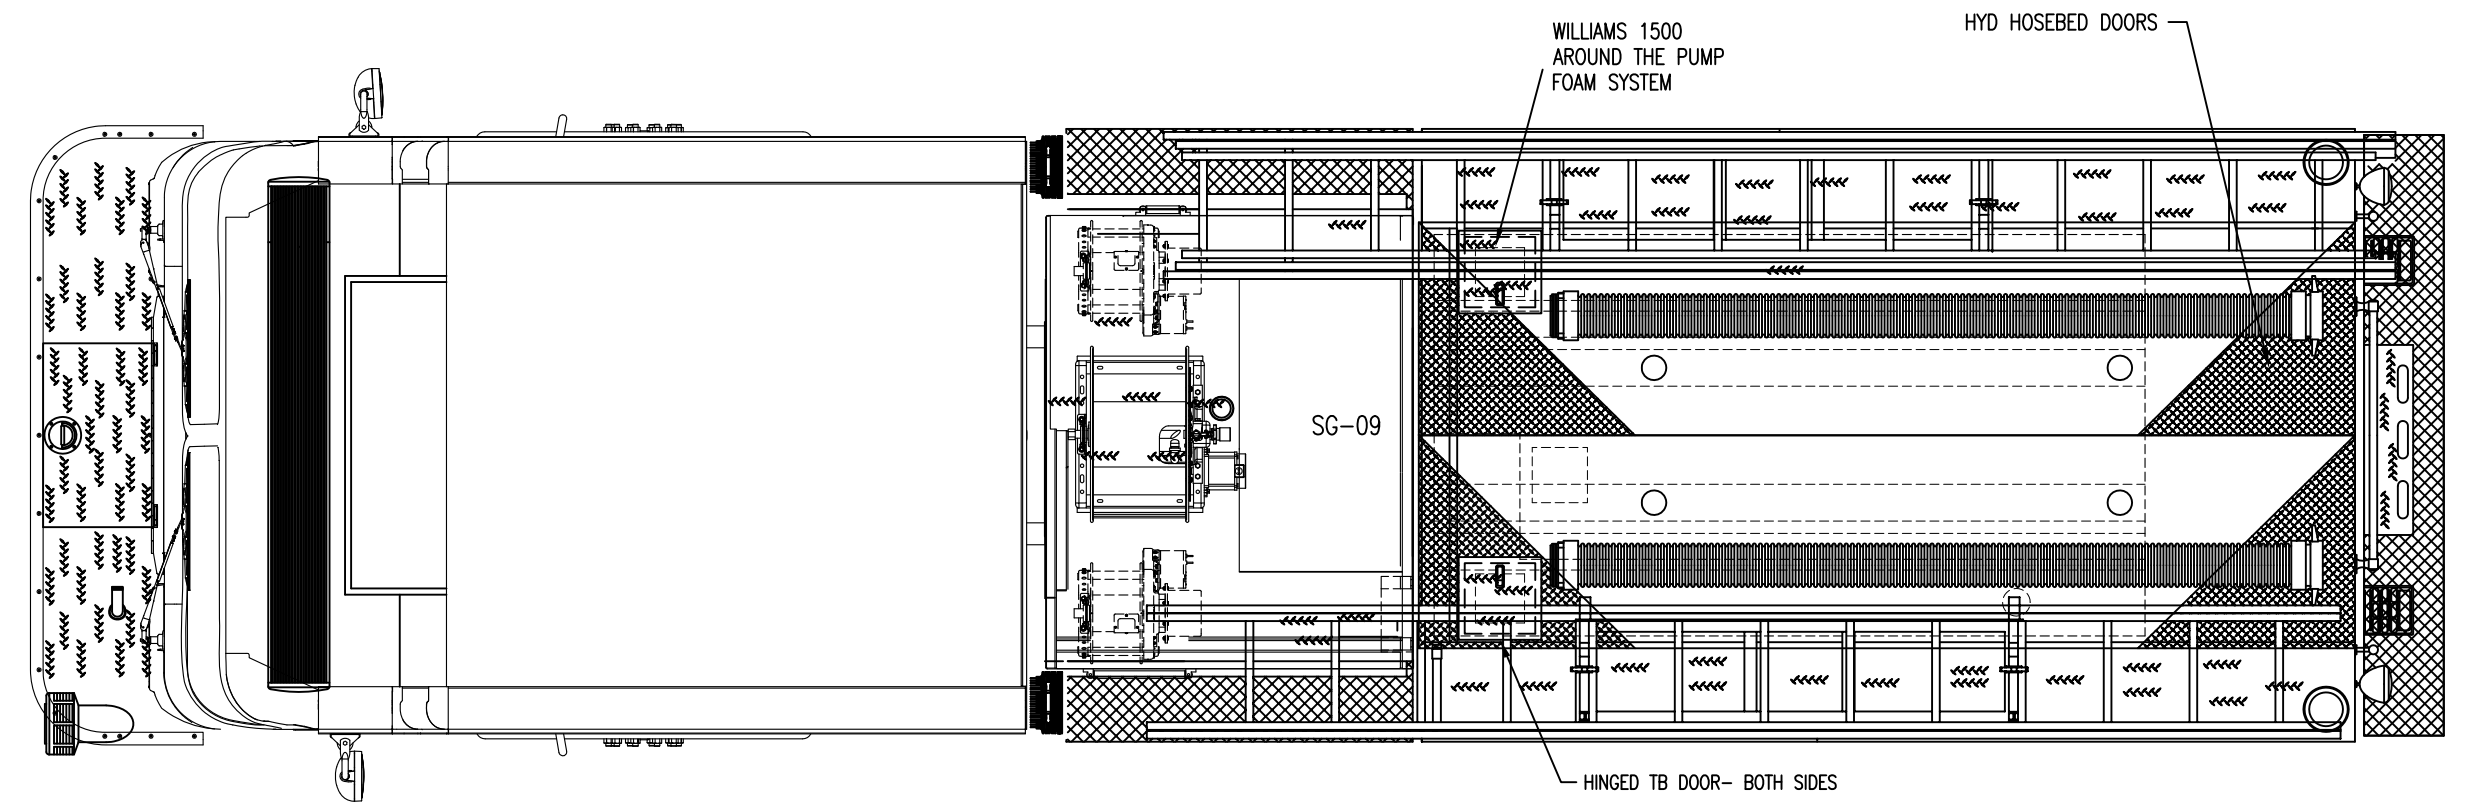 WILLIAMS 1500
AROUND THE PUMP
FOAM SYSTEM
HYD HOSEBED DOORS
SG-09
HINGED TB DOOR- BOTH SIDES